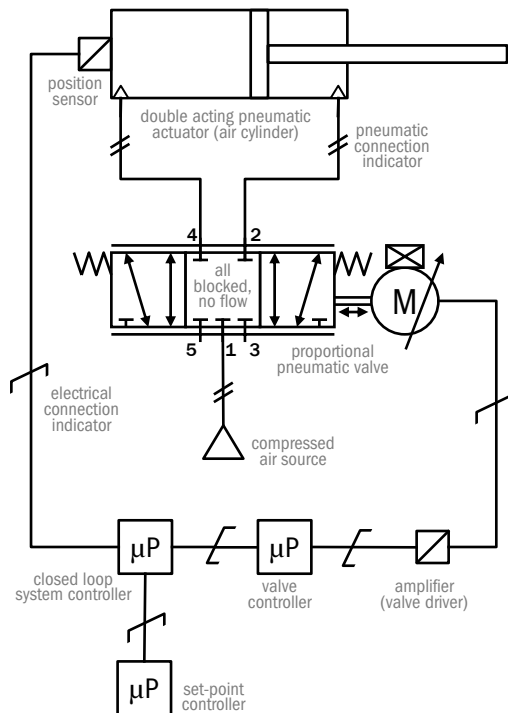 position
sensor
double acting pneumatic
actuator (air cylinder)
pneumatic
connection
indicator
4
2
all
blocked,
no flow
M
5
1
3
proportional
pneumatic valve
electrical
connection
indicator
compressed
air source
μP
μP
closed loop
system controller
valve
controller
amplifier
(valve driver)
μP
set-point
controller